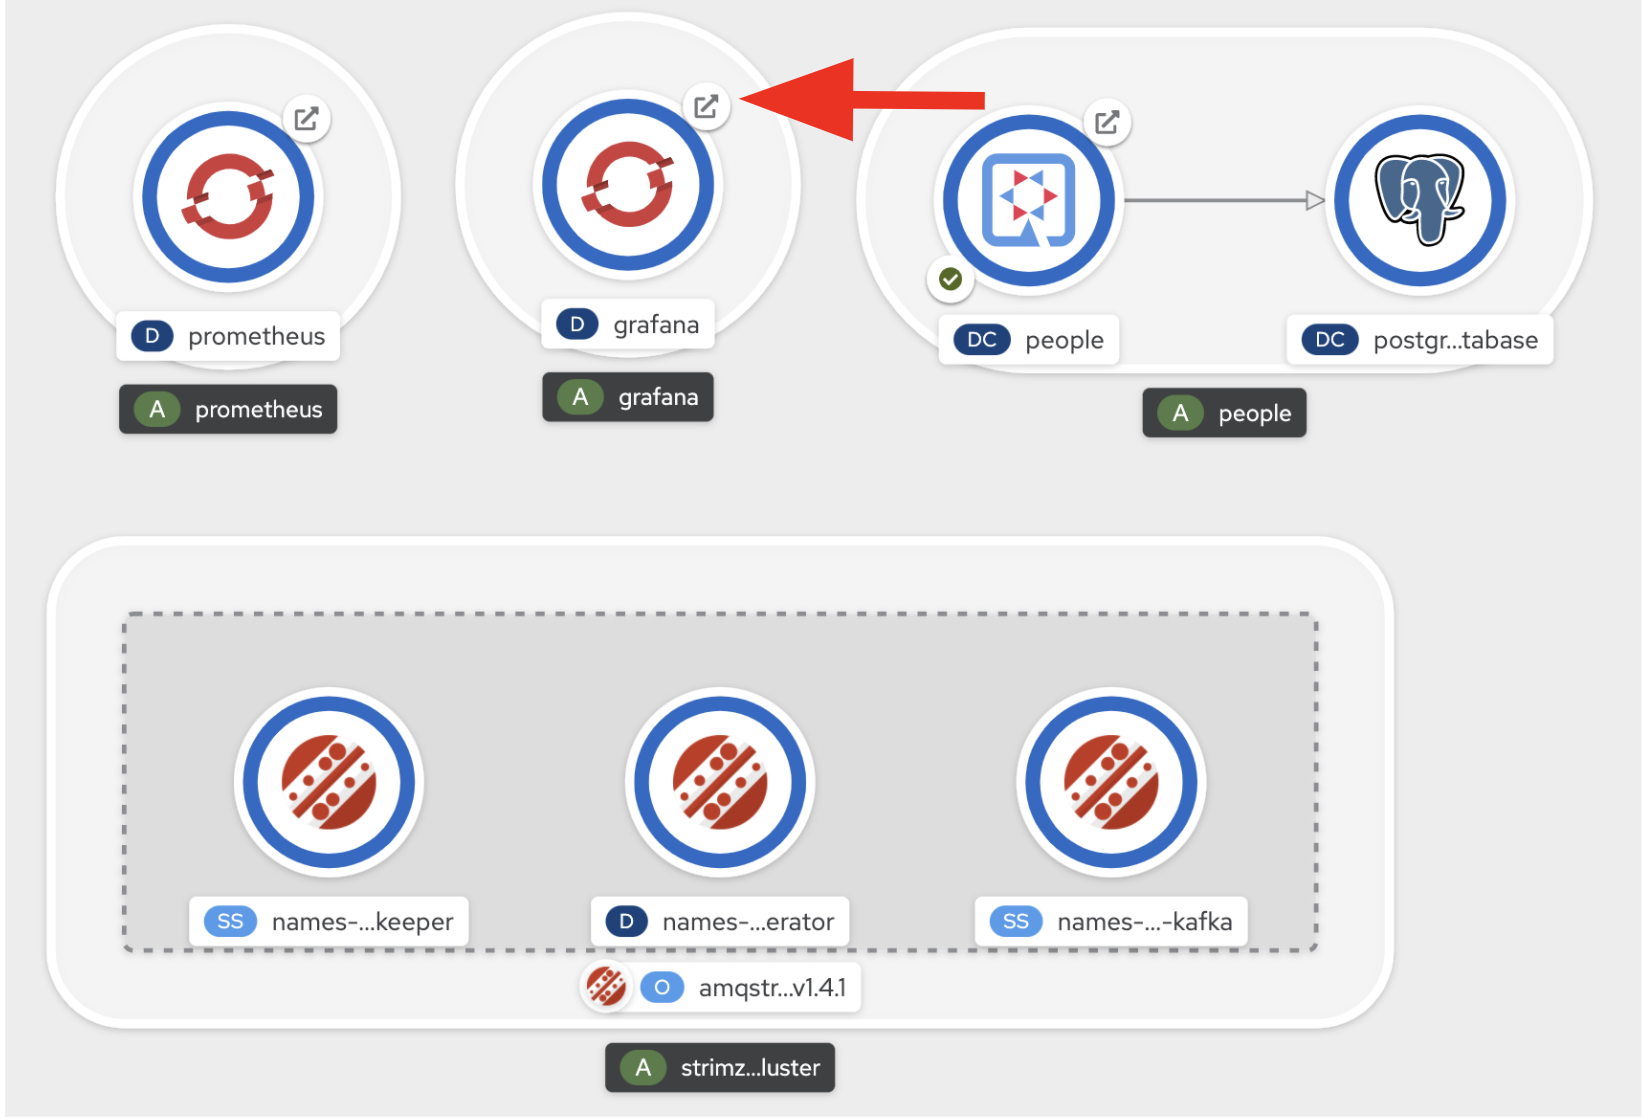 D prometheus
A prometheus
D grafana
A grafana
DC people
DC postgr...tabase
A people
SS names-...keeper
D names-...erator
SS names-...-kafka
O amqstr...v1.4.1
A strimz...luster